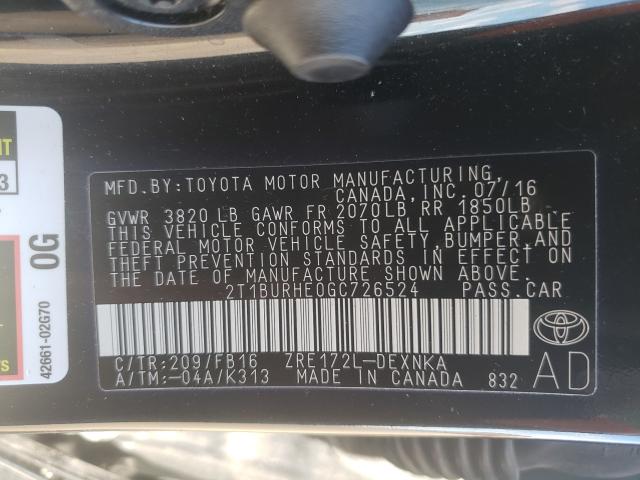 MFD.BY:TOYOTA MOTOR MANUFACTURING,
CANADA, INC. 07/16
GVWR 3820 LB GAWR FR 2070LB, RR 1850LB
THIS VEHICLE CONFORMS TO ALL APPLICABLE
FEDERAL MOTOR VEHICLE SAFETY, BUMPER, AND
THEFT PREVENTION STANDARDS IN EFFECT ON
THE DATE OF MANUFACTURE SHOWN ABOVE.
2T1BURHE0GC726524 PASS.CAR
C/TR:209/FB16 ZRE172L-DEXNKA
A/TM:-04A/K313 MADE IN CANADA 832
AD
0G
42661-02G70
3